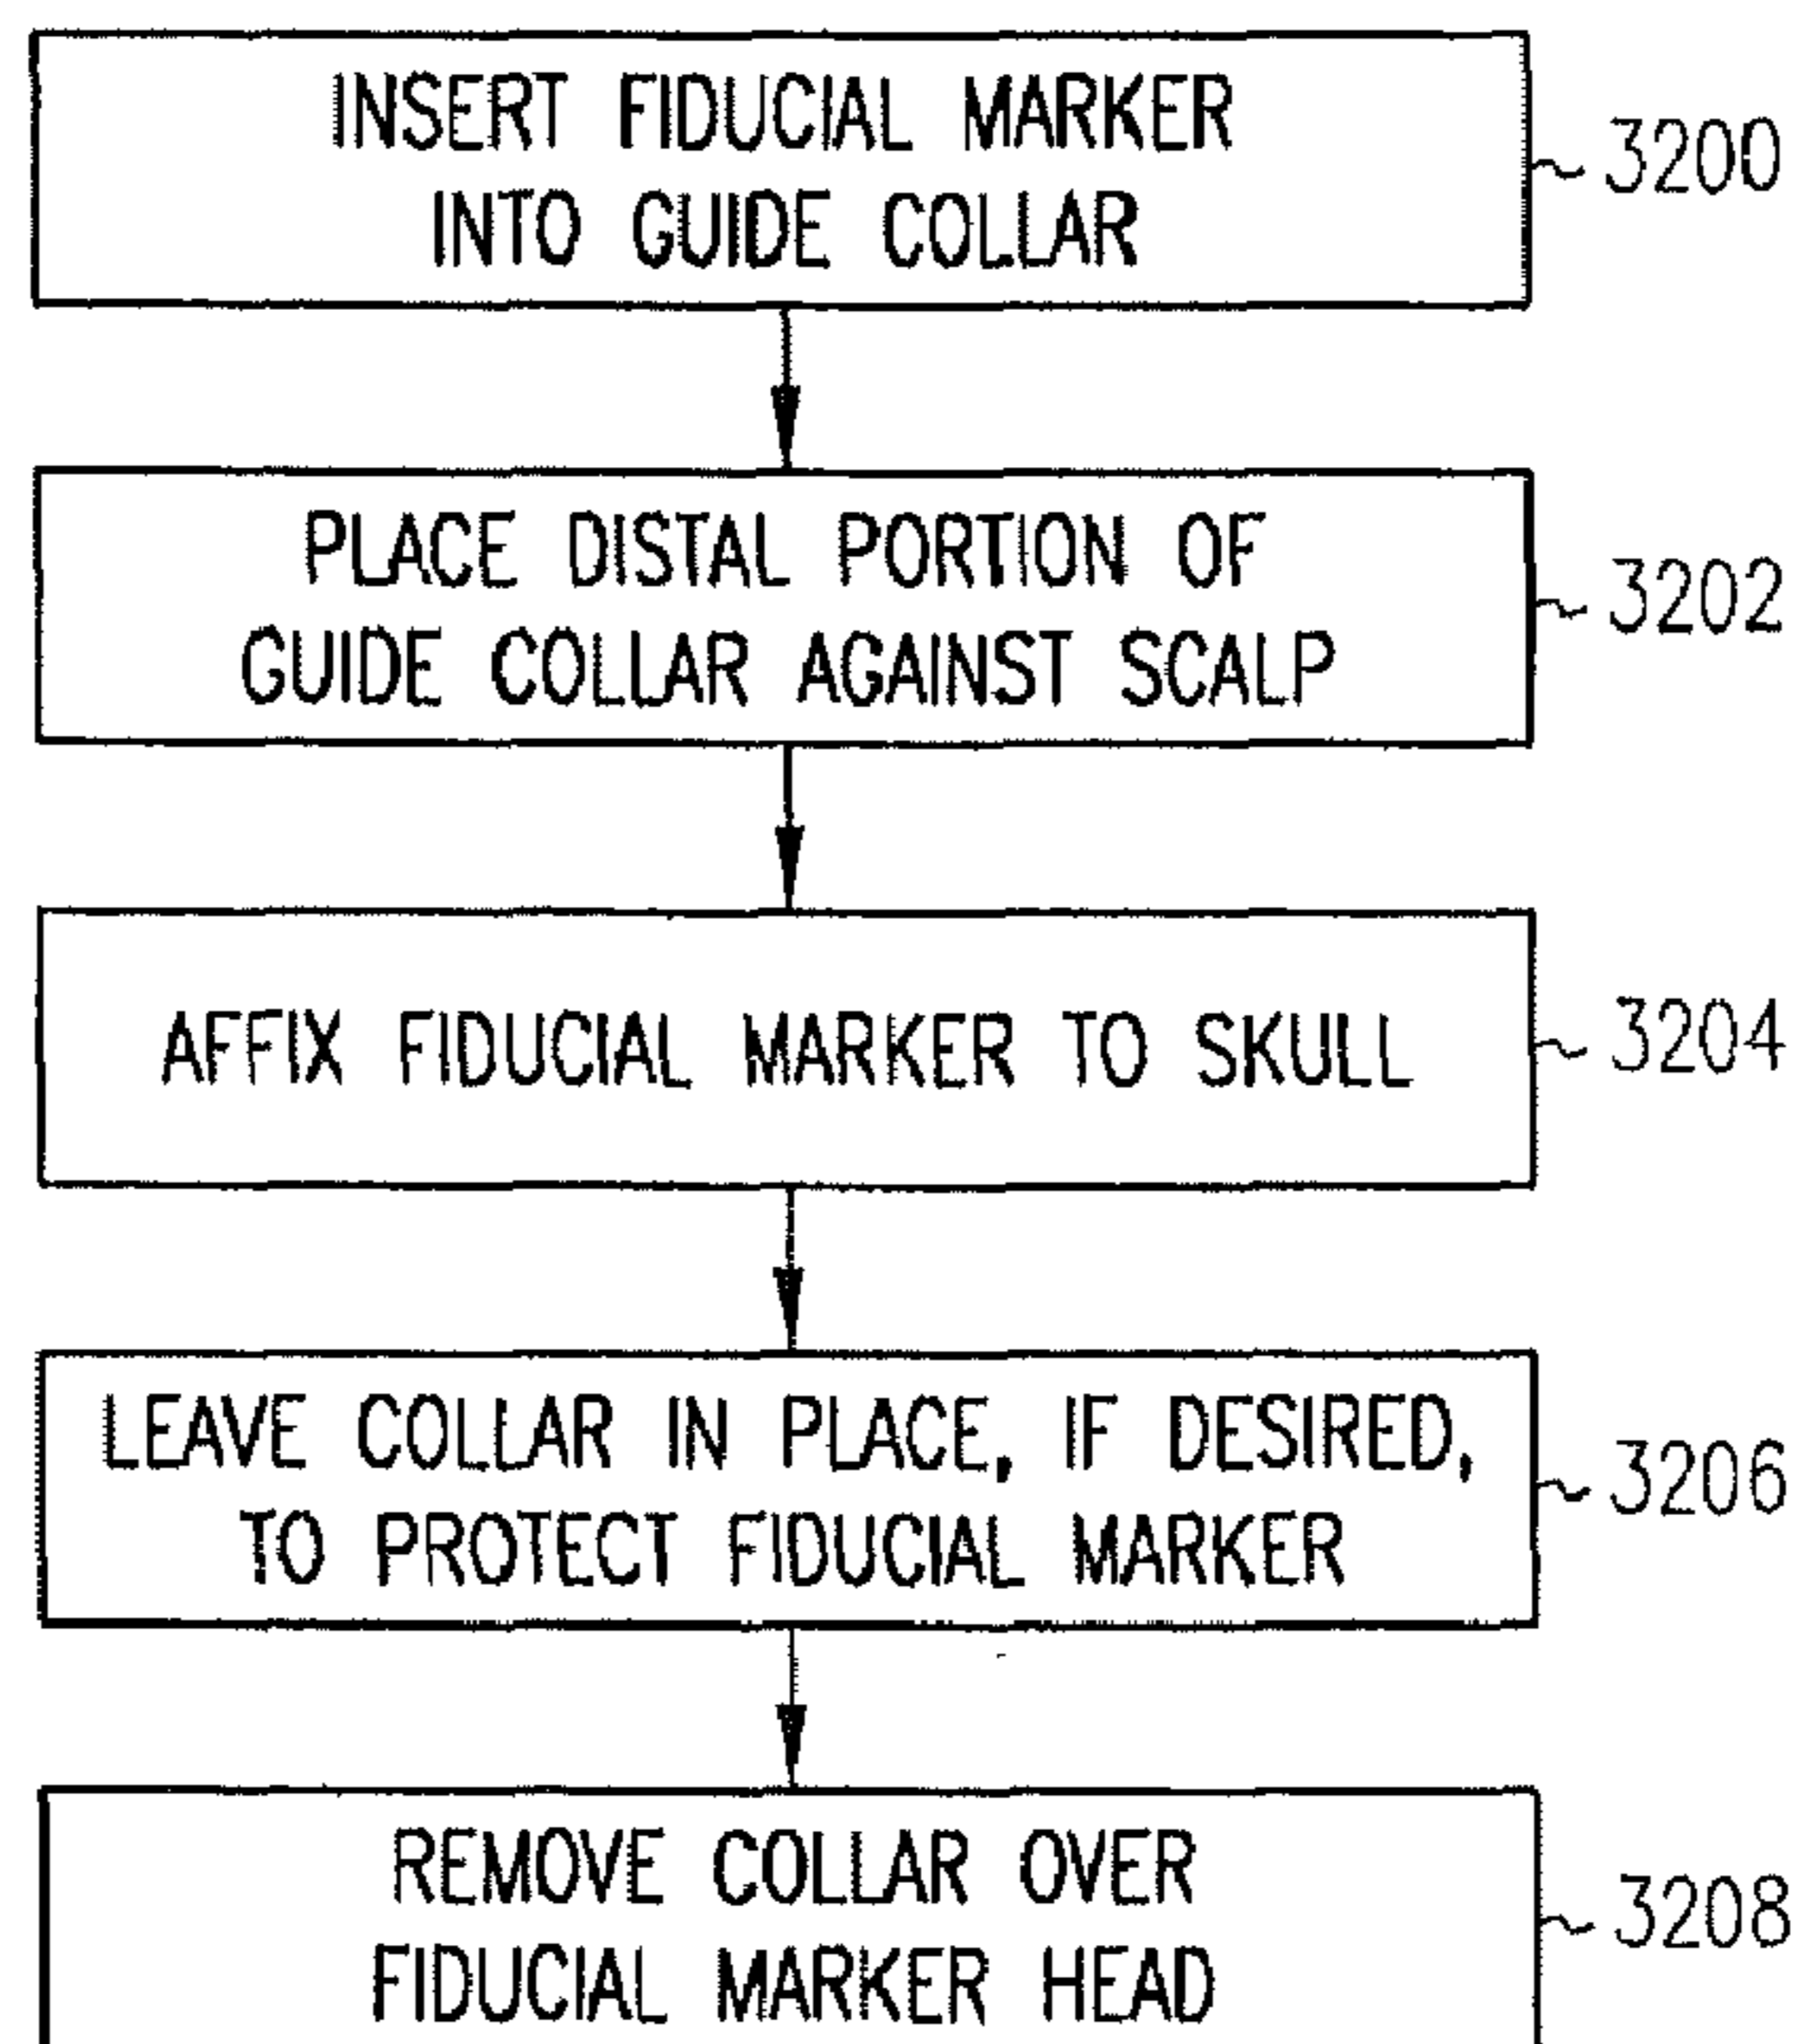 INSERT FIDUCIAL MARKER
INTO GUIDE COLLAR
3200
PLACE DISTAL PORTION OF
GUIDE COLLAR AGAINST SCALP
3202
AFFIX FIDUCIAL MARKER TO SKULL
3204
LEAVE COLLAR IN PLACE, IF DESIRED,
TO PROTECT FIDUCIAL MARKER
3206
REMOVE COLLAR OVER
FIDUCIAL MARKER HEAD
3208